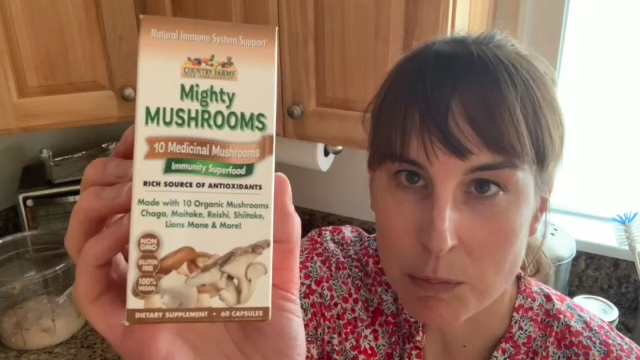 Natural Immune System Support
COUNTRY FARMS
Mighty
MUSHROOMS
10 Medicinal Mushrooms
Immunity Superfood
RICH SOURCE OF ANTIOXIDANTS
Made with 10 Organic Mushrooms
Chaga, Maitake, Reishi, Shiitake,
Lions Mane & More!
NON
GMO
GLUTEN
FREE
100%
VEGAN
DIETARY SUPPLEMENT • 60 CAPSULES